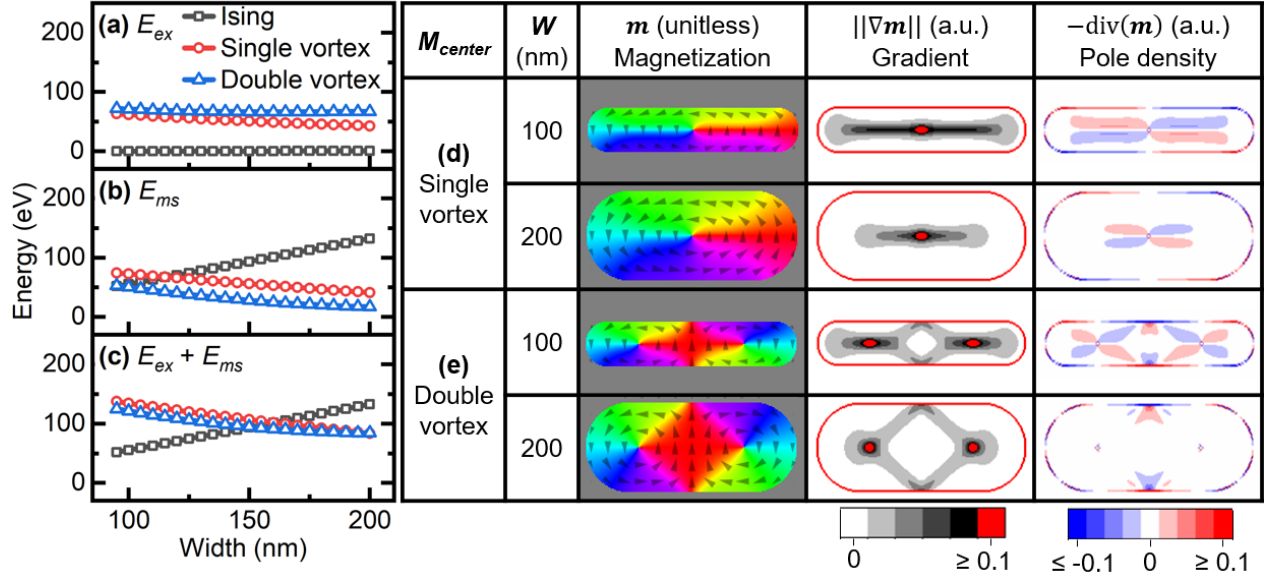 (a) E_ex
Ising
Single vortex
Double vortex
200
100
0
(b) E_ms
200
100
0
(c) E_ex + E_ms
200
100
0
Energy (eV)
100 150 200
Width (nm)
M_center
W
(nm)
m (unitless)
Magnetization
||∇m|| (a.u.)
Gradient
−div(m) (a.u.)
Pole density
(d)
Single
vortex
100
200
(e)
Double
vortex
100
200
0 ≥ 0.1
≤ -0.1 0 ≥ 0.1